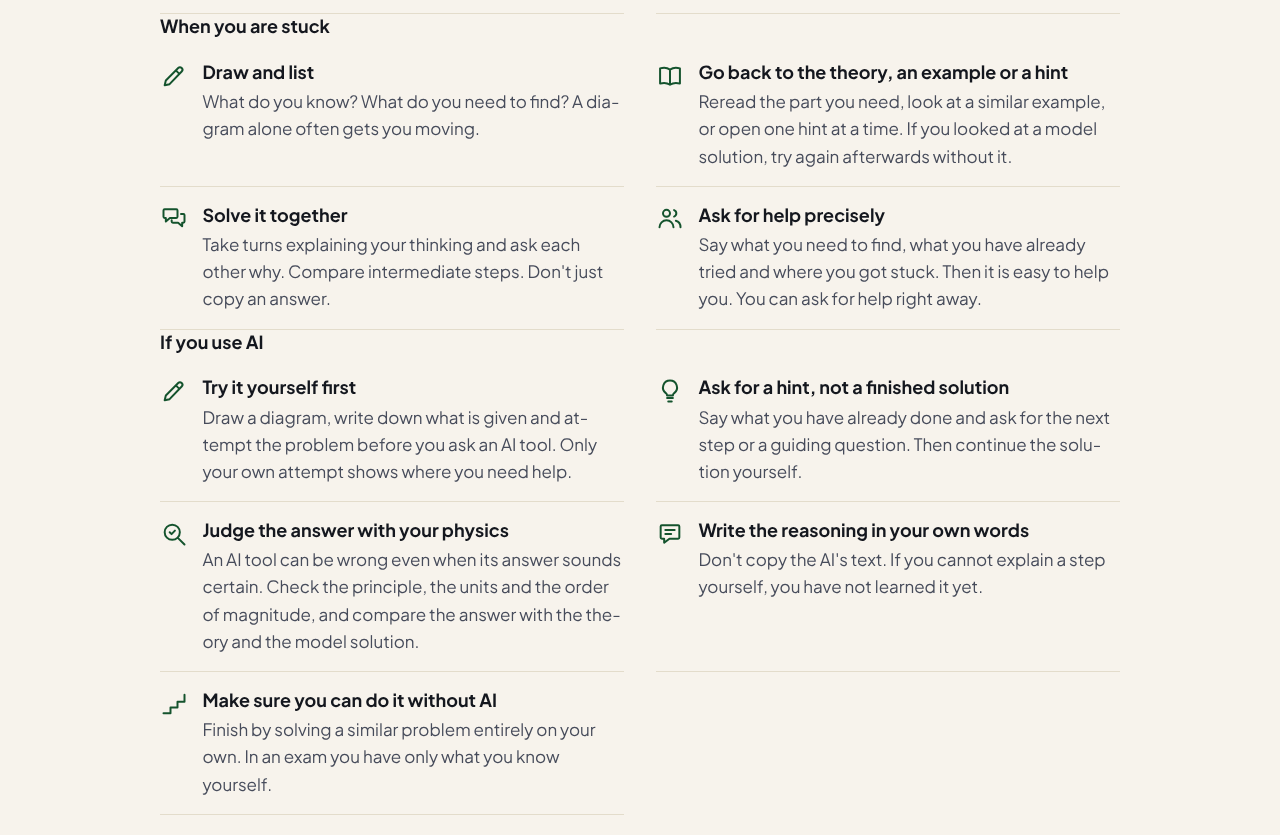 When you are stuck
Draw and list
What do you know? What do you need to find? A dia-
gram alone often gets you moving.
Go back to the theory, an example or a hint
Reread the part you need, look at a similar example,
or open one hint at a time. If you looked at a model
solution, try again afterwards without it.
Solve it together
Take turns explaining your thinking and ask each
other why. Compare intermediate steps. Don't just
copy an answer.
Ask for help precisely
Say what you need to find, what you have already
tried and where you got stuck. Then it is easy to help
you. You can ask for help right away.
If you use AI
Try it yourself first
Draw a diagram, write down what is given and at-
tempt the problem before you ask an AI tool. Only
your own attempt shows where you need help.
Ask for a hint, not a finished solution
Say what you have already done and ask for the next
step or a guiding question. Then continue the solu-
tion yourself.
Judge the answer with your physics
An AI tool can be wrong even when its answer sounds
certain. Check the principle, the units and the order
of magnitude, and compare the answer with the the-
ory and the model solution.
Write the reasoning in your own words
Don't copy the AI's text. If you cannot explain a step
yourself, you have not learned it yet.
Make sure you can do it without AI
Finish by solving a similar problem entirely on your
own. In an exam you have only what you know
yourself.